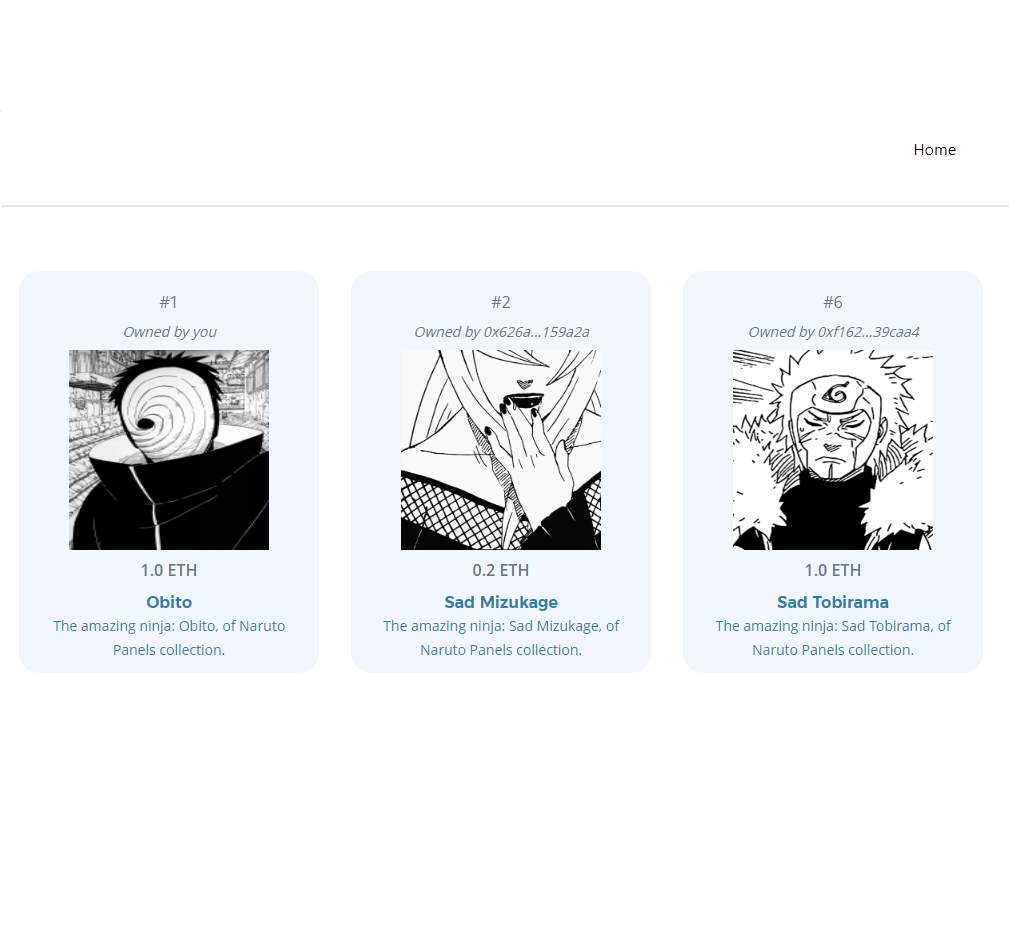 Home
#1
Owned by you
1.0 ETH
Obito
The amazing ninja: Obito, of Naruto
Panels collection.
#2
Owned by 0x626a...159a2a
0.2 ETH
Sad Mizukage
The amazing ninja: Sad Mizukage, of
Naruto Panels collection.
#6
Owned by 0xf162...39caa4
1.0 ETH
Sad Tobirama
The amazing ninja: Sad Tobirama, of
Naruto Panels collection.